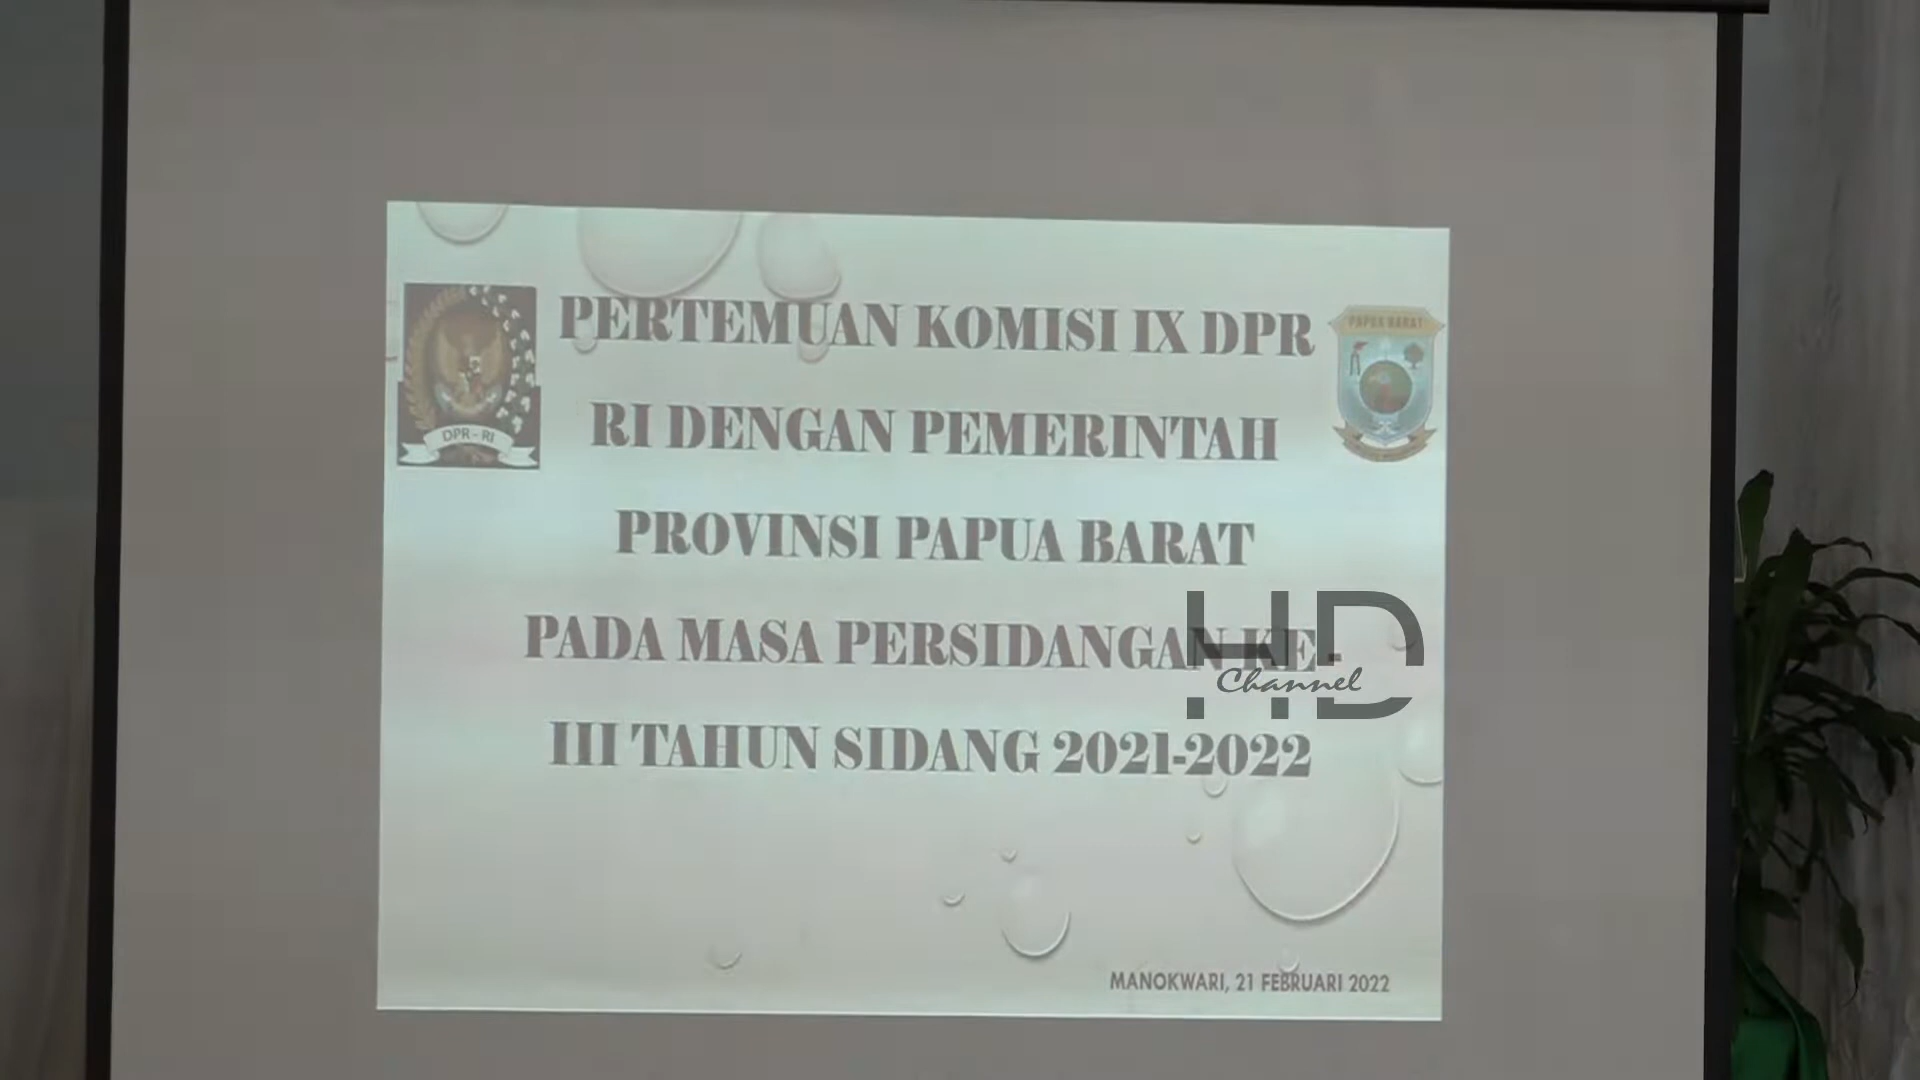 PERTEMUAN KOMISI IX DPR
RI DENGAN PEMERINTAH
PROVINSI PAPUA BARAT
PADA MASA PERSIDANGAN KE-
III TAHUN SIDANG 2021-2022
DPR - RI
PAPUA BARAT
HD
Channel
MANOKWARI, 21 FEBRUARI 2022